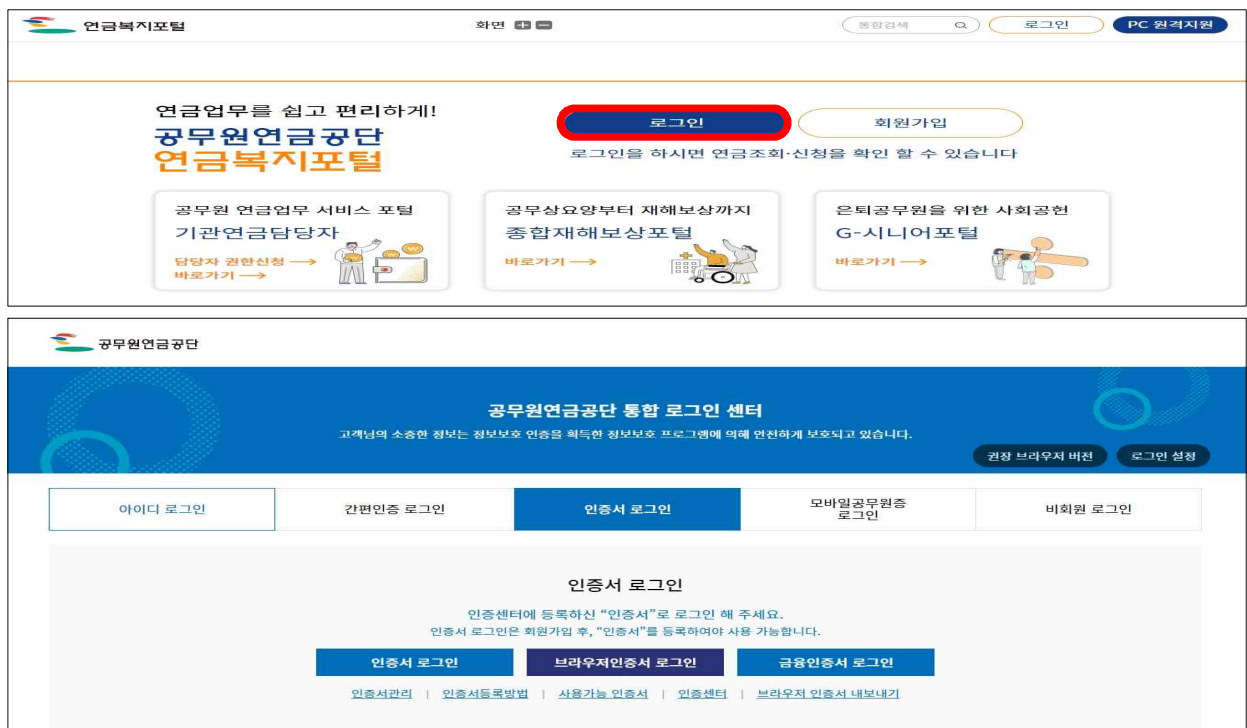 연금복지포털
화면
통합검색
로그인
PC 원격지원
연금업무를 쉽고 편리하게!
공무원연금공단
연금복지포털
로그인
회원가입
로그인을 하시면 연금조회·신청을 확인 할 수 있습니다
공무원 연금업무 서비스 포털
기관연금담당자
담당자 권한신청
바로가기
공무상요양부터 재해보상까지
종합재해보상포털
바로가기
은퇴공무원을 위한 사회공헌
G-시니어포털
바로가기
공무원연금공단
공무원연금공단 통합 로그인 센터
고객님의 소중한 정보는 정보보호 인증을 획득한 정보보호 프로그램에 의해 안전하게 보호되고 있습니다.
권장 브라우저 버전
로그인 설정
아이디 로그인
간편인증 로그인
인증서 로그인
모바일공무원증
로그인
비회원 로그인
인증서 로그인
인증센터에 등록하신 “인증서”로 로그인 해 주세요.
인증서 로그인은 회원가입 후, “인증서”를 등록하여야 사용 가능합니다.
인증서 로그인
브라우저인증서 로그인
금융인증서 로그인
인증서관리 | 인증서등록방법 | 사용가능 인증서 | 인증센터 | 브라우저 인증서 내보내기